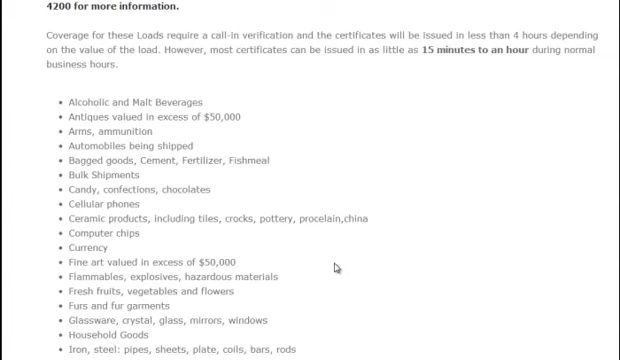 4200 for more information.
Coverage for these Loads require a call-in verification and the certificates will be issued in less than 4 hours depending
on the value of the load. However, most certificates can be issued in as little as 15 minutes to an hour during normal
business hours.
• Alcoholic and Malt Beverages
• Antiques valued in excess of $50,000
• Arms, ammunition
• Automobiles being shipped
• Bagged goods, Cement, Fertilizer, Fishmeal
• Bulk Shipments
• Candy, confections, chocolates
• Cellular phones
• Ceramic products, including tiles, crocks, pottery, procelain,china
• Computer chips
• Currency
• Fine art valued in excess of $50,000
• Flammables, explosives, hazardous materials
• Fresh fruits, vegetables and flowers
• Furs and fur garments
• Glassware, crystal, glass, mirrors, windows
• Household Goods
• Iron, steel: pipes, sheets, plate, coils, bars, rods